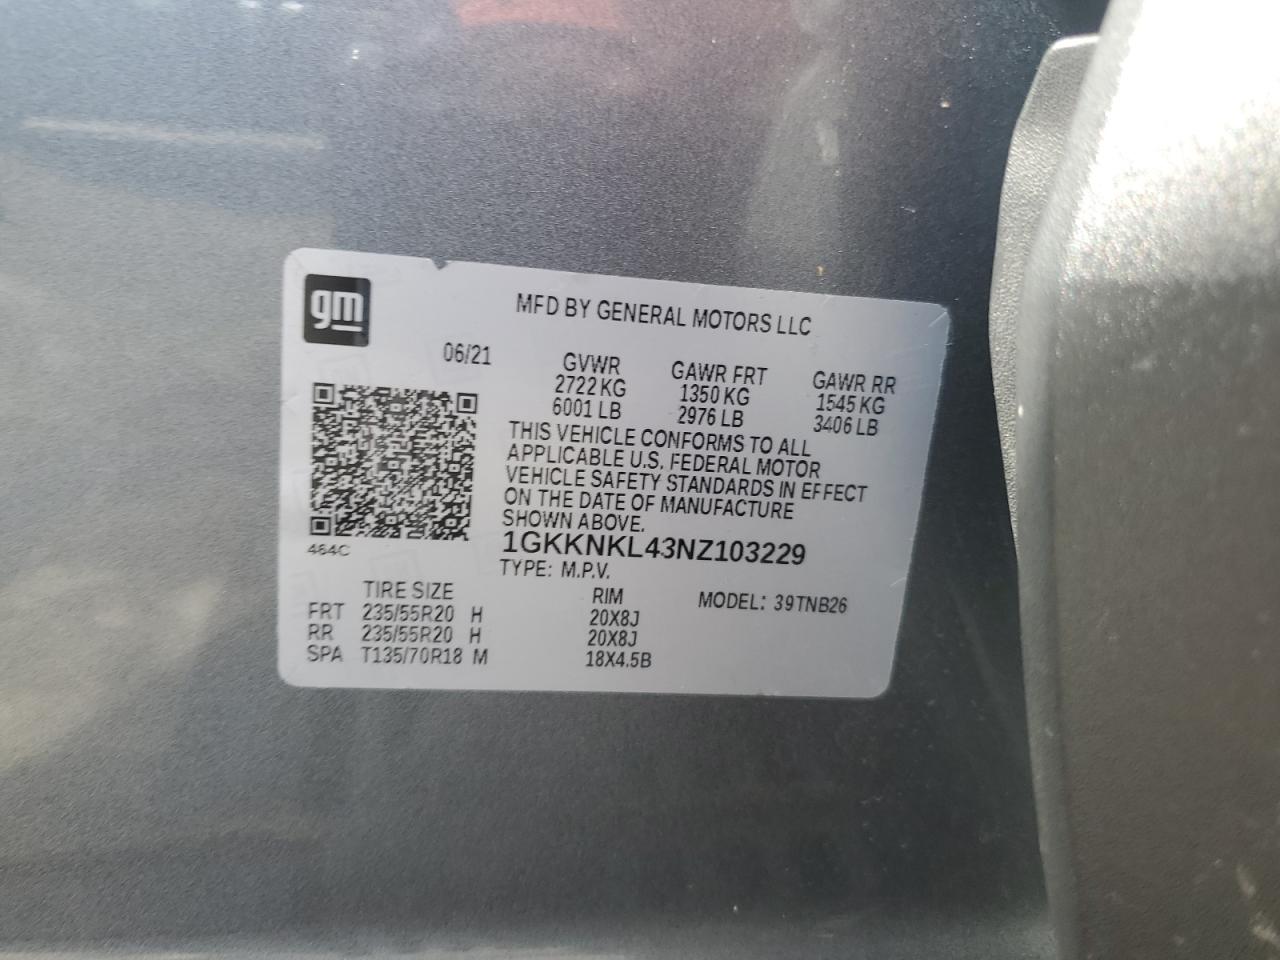 gm
MFD BY GENERAL MOTORS LLC
06/21
GVWR GAWR FRT GAWR RR
2722 KG 1350 KG 1545 KG
6001 LB 2976 LB 3406 LB
THIS VEHICLE CONFORMS TO ALL
APPLICABLE U.S. FEDERAL MOTOR
VEHICLE SAFETY STANDARDS IN EFFECT
ON THE DATE OF MANUFACTURE
SHOWN ABOVE.
464C
1GKKNKL43NZ103229
TYPE: M.P.V.
TIRE SIZE RIM MODEL: 39TNB26
FRT 235/55R20 H 20X8J
RR 235/55R20 H 20X8J
SPA T135/70R18 M 18X4.5B